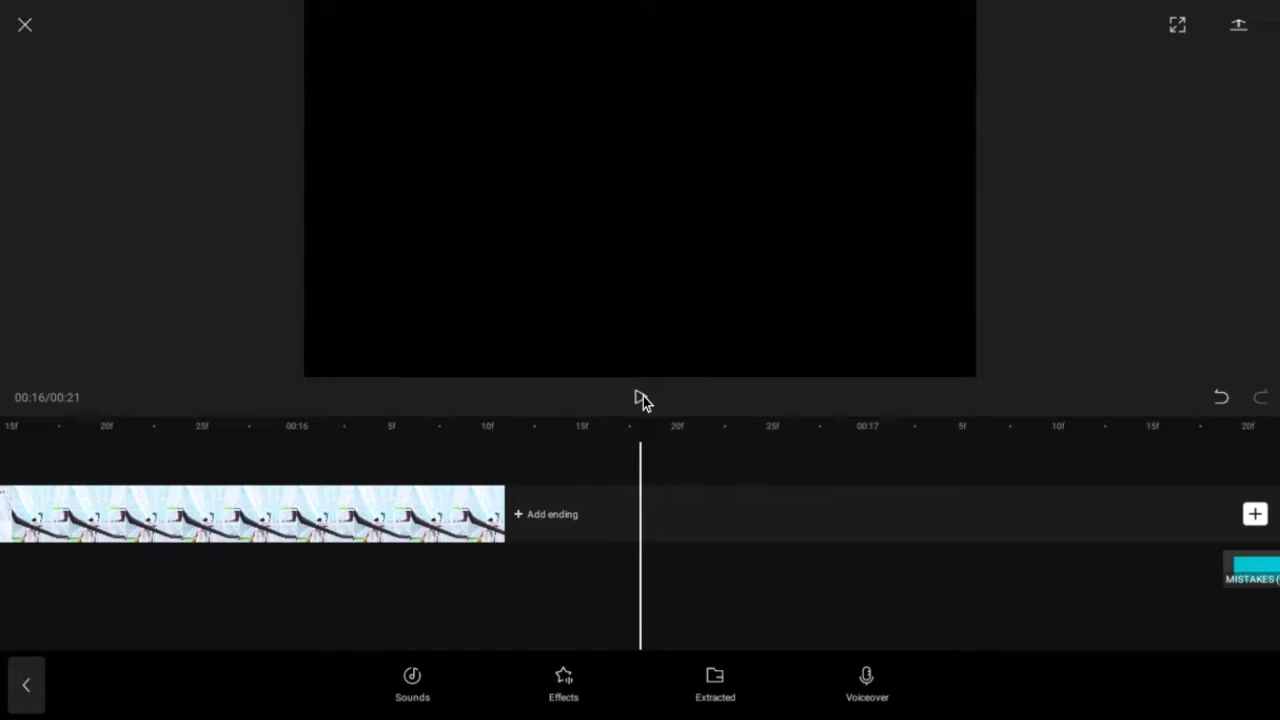 00:16/00:21
15f 20f 25f 00:16 5f 10f 15f 20f 25f 00:17 5f 10f 15f 20f
+ Add ending
MISTAKES (
Sounds Effects Extracted Voiceover